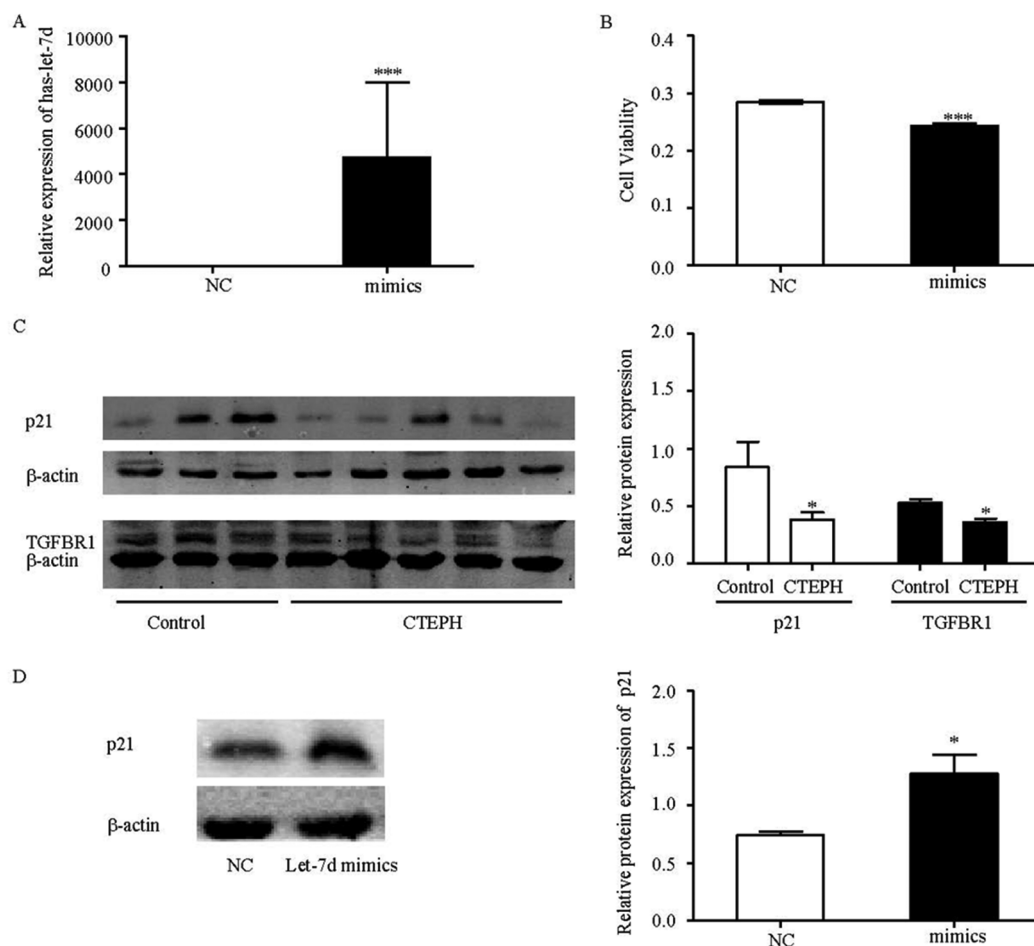 A
Relative expression of has-let-7d
10000
8000
6000
4000
2000
0
***
NC
mimics
B
Cell Viability
0.4
0.3
0.2
0.1
0.0
***
NC
mimics
C
p21
β-actin
TGFBR1
β-actin
Control
CTEPH
Relative protein expression
2.0
1.5
1.0
0.5
0.0
*
*
Control CTEPH Control CTEPH
p21
TGFBR1
D
p21
β-actin
NC
Let-7d mimics
Relative protein expression of p21
2.0
1.5
1.0
0.5
0.0
*
NC
mimics